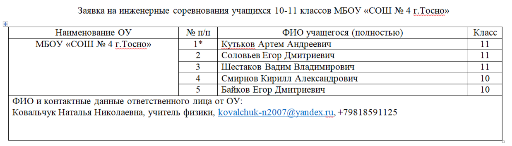 Заявка на инженерные соревнования учащихся 10-11 классов МБОУ «СОШ № 4 г.Тосно»
Наименование ОУ № п/п ФИО учащегося (полностью) Класс
МБОУ «СОШ № 4 г.Тосно» 1* Кутьков Артем Андреевич 11
2 Соловьев Егор Дмитриевич 11
3 Шестаков Вадим Владимирович 11
4 Смирнов Кирилл Александрович 10
5 Байков Егор Дмитриевич 10
ФИО и контактные данные ответственного лица от ОУ:
Ковальчук Наталья Николаевна, учитель физики, kovalchuk-n2007@yandex.ru, +79818591125